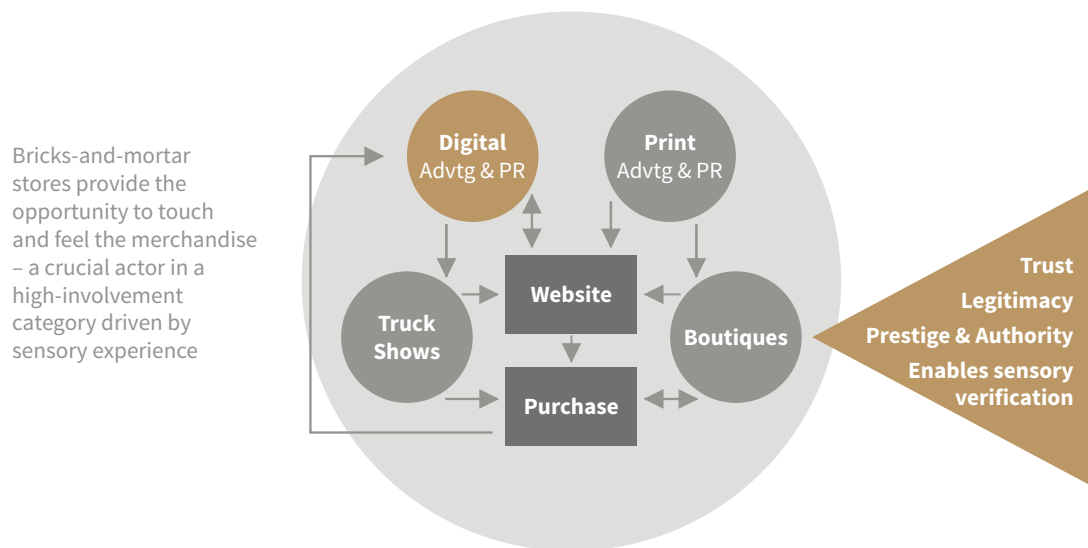 Bricks-and-mortar
stores provide the
opportunity to touch
and feel the merchandise
– a crucial actor in a
high-involvement
category driven by
sensory experience
Digital
Advtg & PR
Print
Advtg & PR
Website
Truck
Shows
Boutiques
Purchase
Trust
Legitimacy
Prestige & Authority
Enables sensory
verification